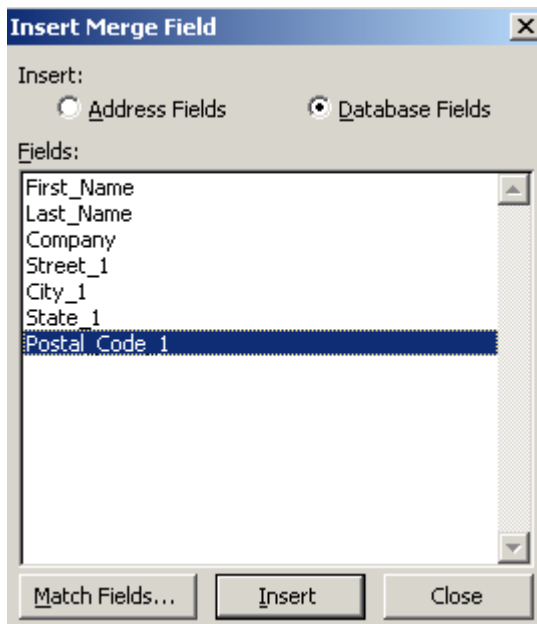 Insert Merge Field
Insert:
Address Fields Database Fields
Fields:
First_Name
Last_Name
Company
Street_1
City_1
State_1
Postal_Code_1
Match Fields... Insert Close